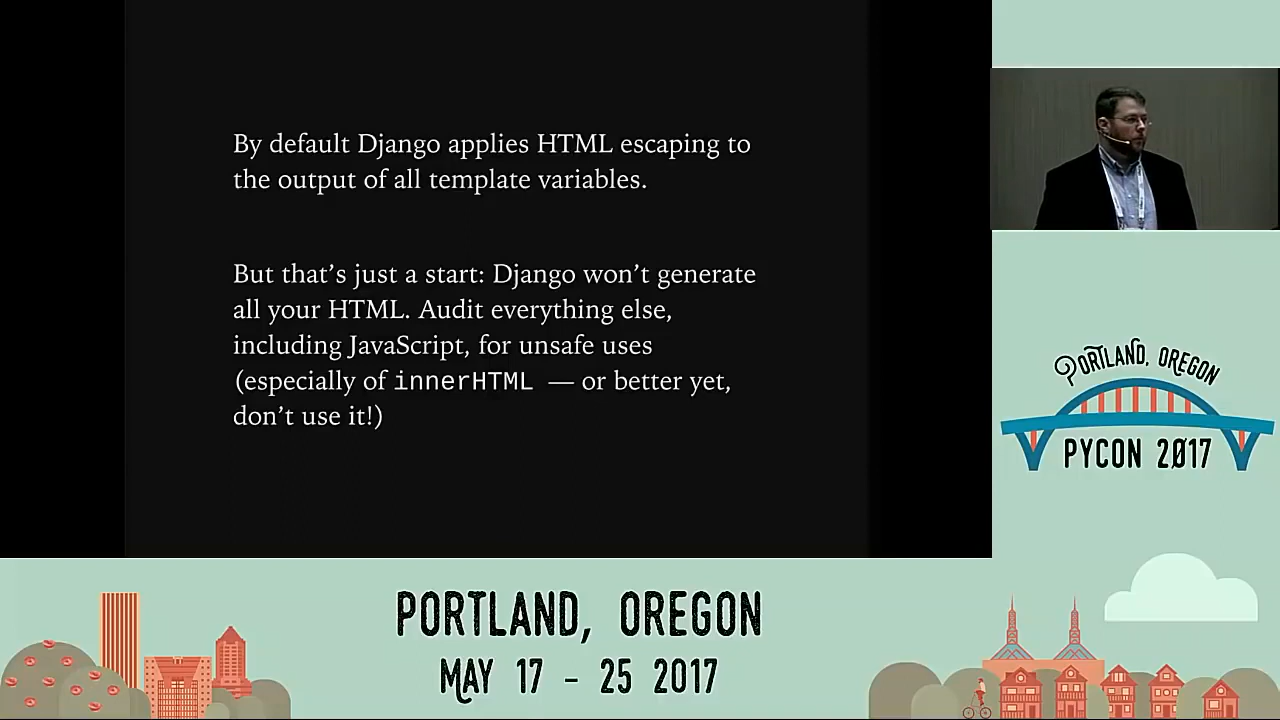 By default Django applies HTML escaping to
the output of all template variables.
But that’s just a start: Django won’t generate
all your HTML. Audit everything else,
including JavaScript, for unsafe uses
(especially of innerHTML — or better yet,
don’t use it!)
PORTLAND, OREGON
PYCON 2017
PORTLAND, OREGON
MAY 17 - 25 2017